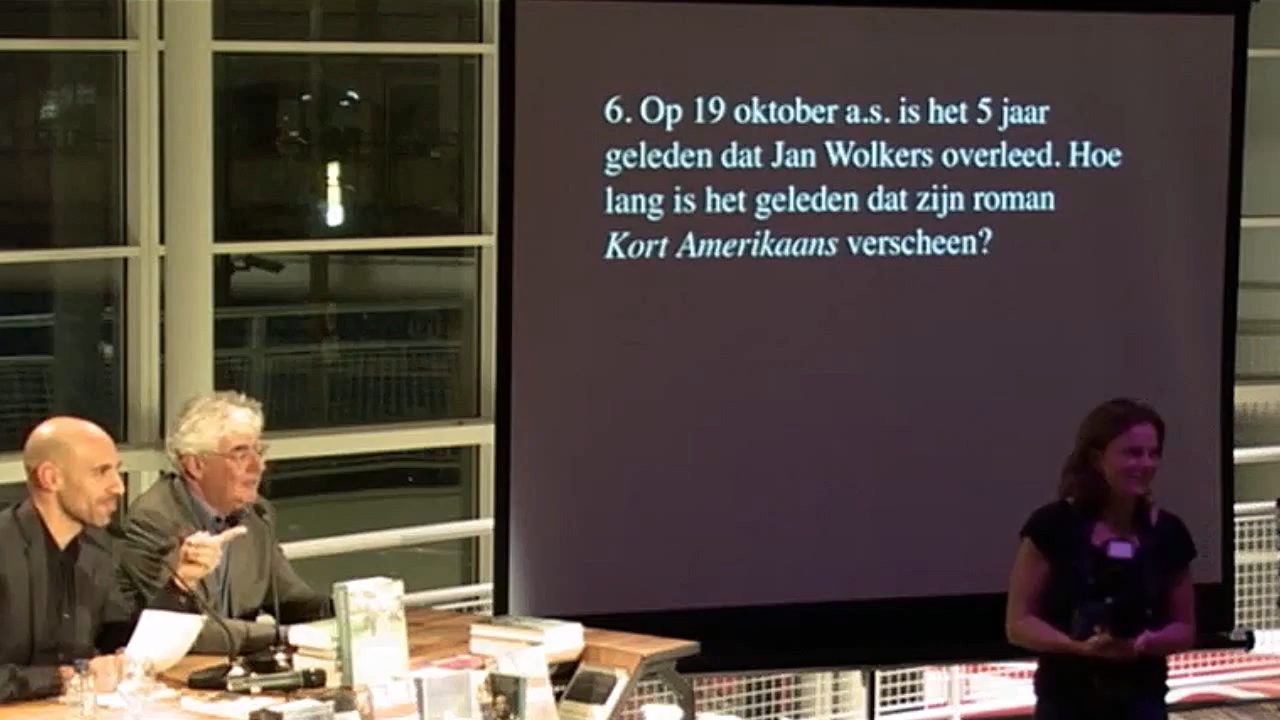 6. Op 19 oktober a.s. is het 5 jaar
geleden dat Jan Wolkers overleed. Hoe
lang is het geleden dat zijn roman
Kort Amerikaans verscheen?